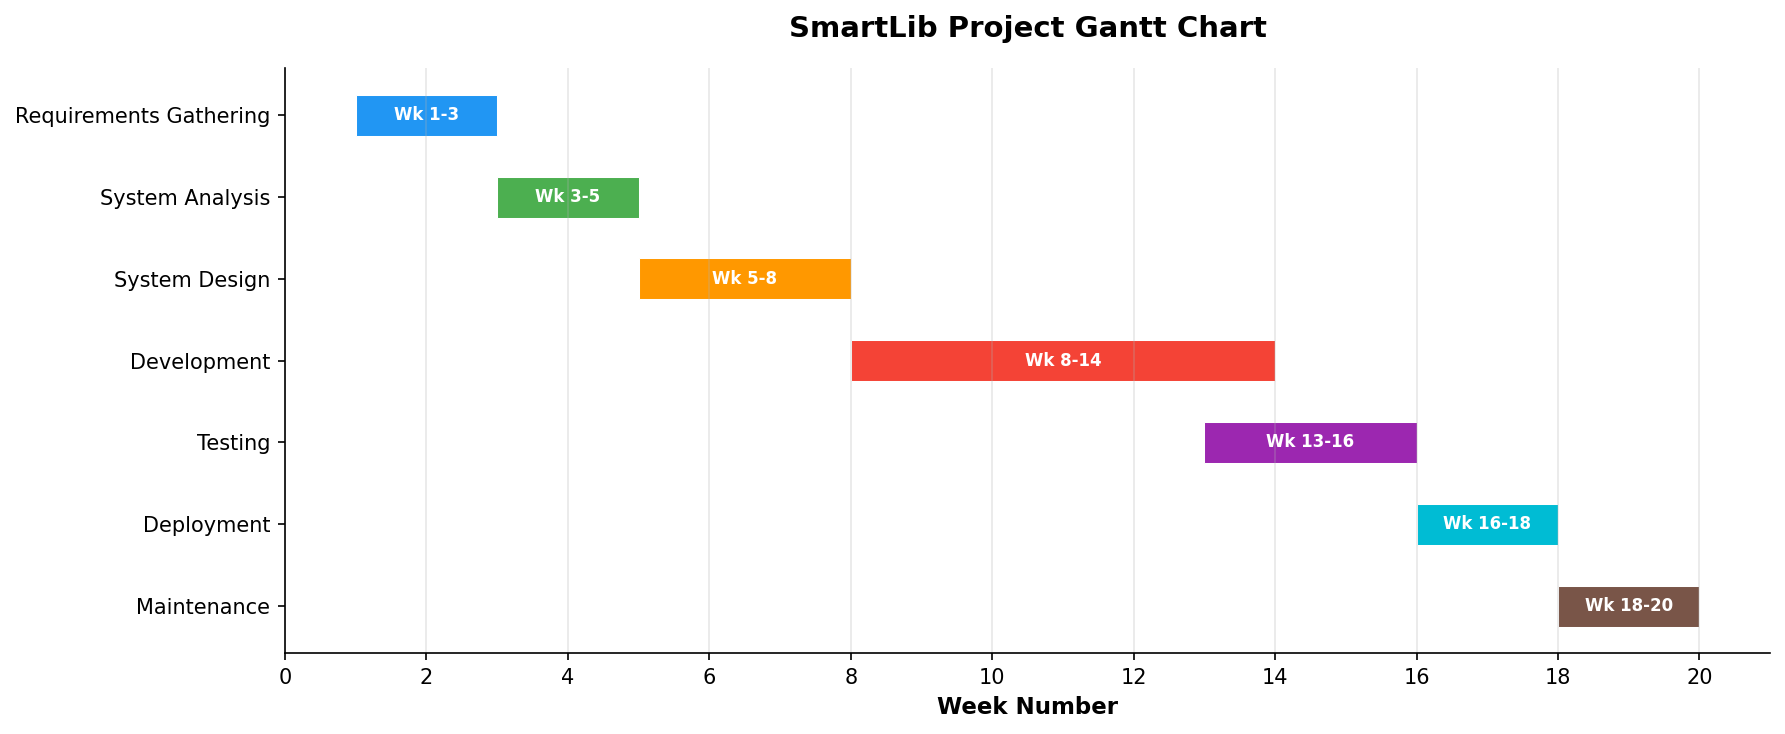 SmartLib Project Gantt Chart
Requirements Gathering
Wk 1-3
System Analysis
Wk 3-5
System Design
Wk 5-8
Development
Wk 8-14
Testing
Wk 13-16
Deployment
Wk 16-18
Maintenance
Wk 18-20
0 2 4 6 8 10 12 14 16 18 20
Week Number